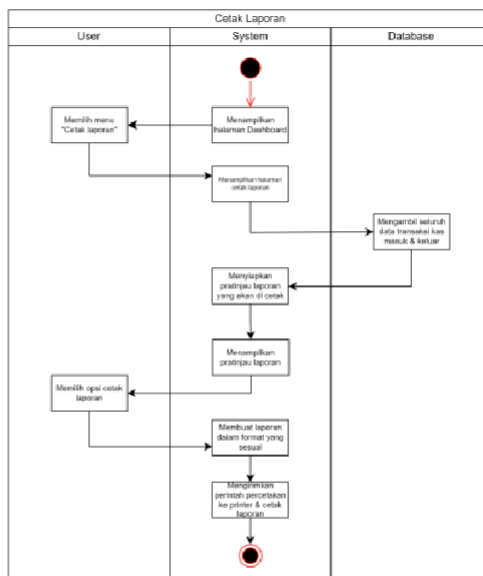 Cetak Laporan
User
System
Database
Menampilkan
halaman Dashboard
Memilih menu
"Cetak laporan"
Menampilkan halaman
cetak laporan
Mengambil seluruh
data transaksi kas
masuk & keluar
Menyiapkan
pratinjau laporan
yang akan di cetak
Menampilkan
pratinjau laporan
Memilih opsi cetak
laporan
Membuat laporan
dalam format yang
sesuai
Mengirimkan
perintah percetakan
ke printer & cetak
laporan